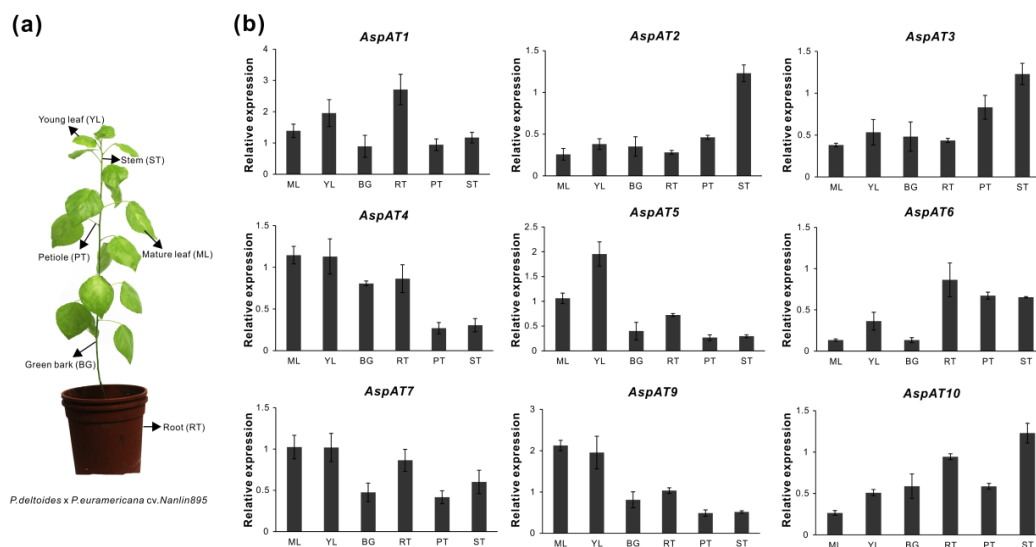 (a)
Young leaf (YL)
Stem (ST)
Petiole (PT)
Mature leaf (ML)
Green bark (BG)
Root (RT)
P.deltoides x P.euramericana cv.Nanlin895
(b)
AspAT1
Relative expression
4
3
2
1
0
ML YL BG RT PT ST
AspAT2
Relative expression
1.5
1
0.5
0
ML YL BG RT PT ST
AspAT3
Relative expression
1.5
1
0.5
0
ML YL BG RT PT ST
AspAT4
Relative expression
1.5
1
0.5
0
ML YL BG RT PT ST
AspAT5
Relative expression
2.5
2
1.5
1
0.5
0
ML YL BG RT PT ST
AspAT6
Relative expression
1.5
1
0.5
0
ML YL BG RT PT ST
AspAT7
Relative expression
1.5
1
0.5
0
ML YL BG RT PT ST
AspAT9
Relative expression
3
2
1
0
ML YL BG RT PT ST
AspAT10
Relative expression
1.5
1
0.5
0
ML YL BG RT PT ST